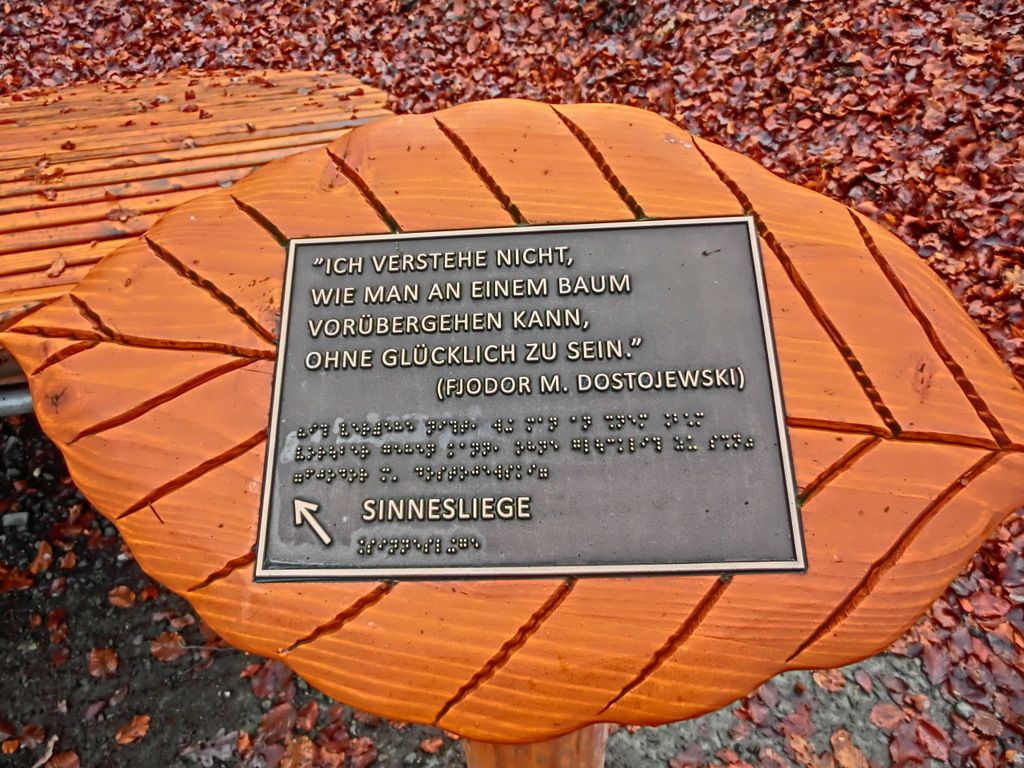 "ICH VERSTEHE NICHT,
WIE MAN AN EINEM BAUM
VORÜBERGEHEN KANN,
OHNE GLÜCKLICH ZU SEIN."
(FJODOR M. DOSTOJEWSKI)
SINNESLIEGE